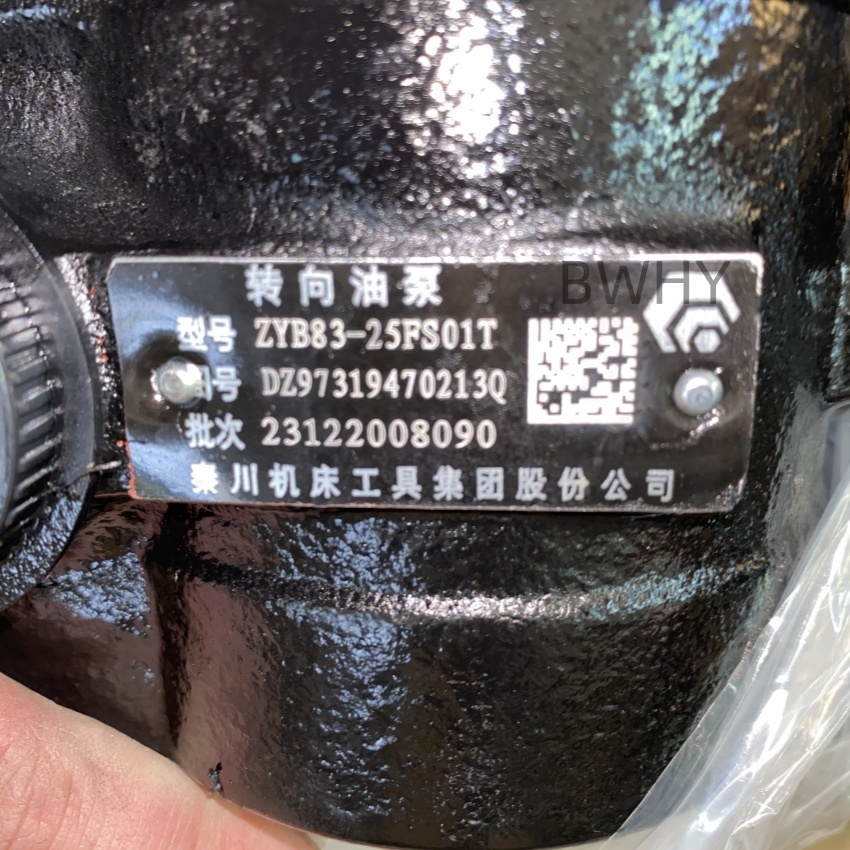 BWHY
转向油泵
型号 ZYB83-25FS01T
图号 DZ97319470213Q
批次 23122008090
秦川机床工具集团股份公司